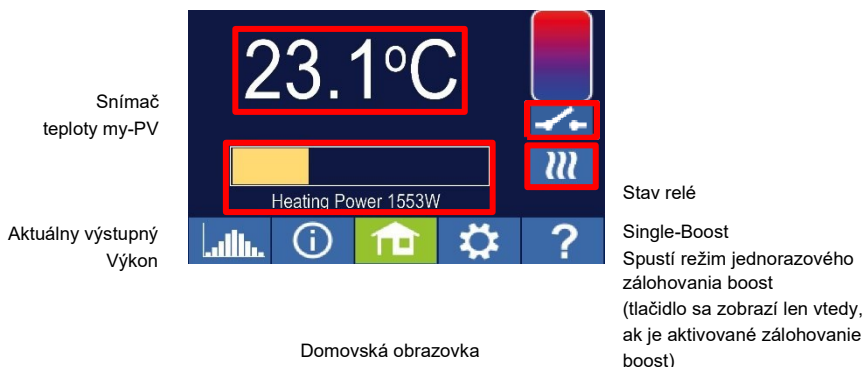 23.1°C
Snímač
teploty my-PV
Heating Power 1553W
Stav relé
Aktuálny výstupný
Výkon
?
Single-Boost
Spustí režim jednorazového
zálohovania boost
(tlačidlo sa zobrazí len vtedy,
ak je aktivované zálohovanie
boost)
Domovská obrazovka